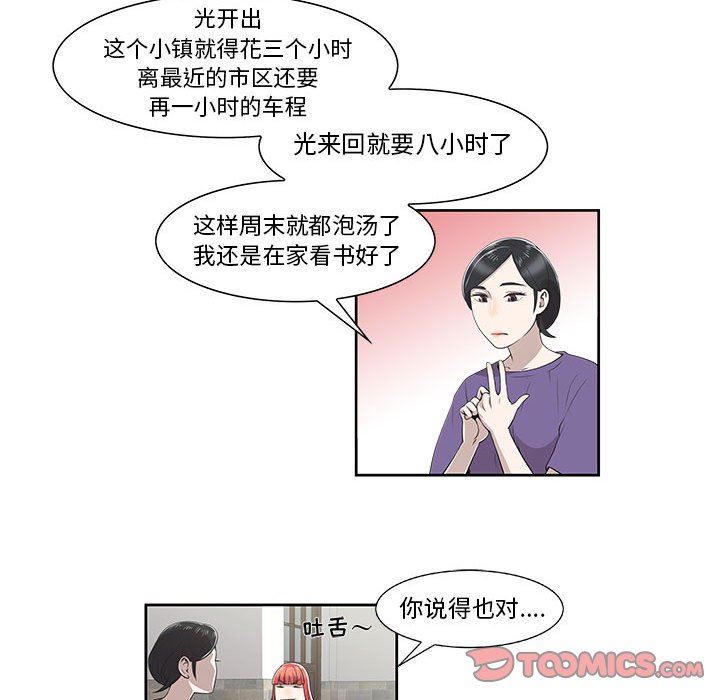 光开出
这个小镇就得花三个小时
离最近的市区还要
再一小时的车程
光来回就要八小时了
这样周末就都泡汤了
我还是在家看书好了
你说得也对....
吐舌～
TOOMICS.COM